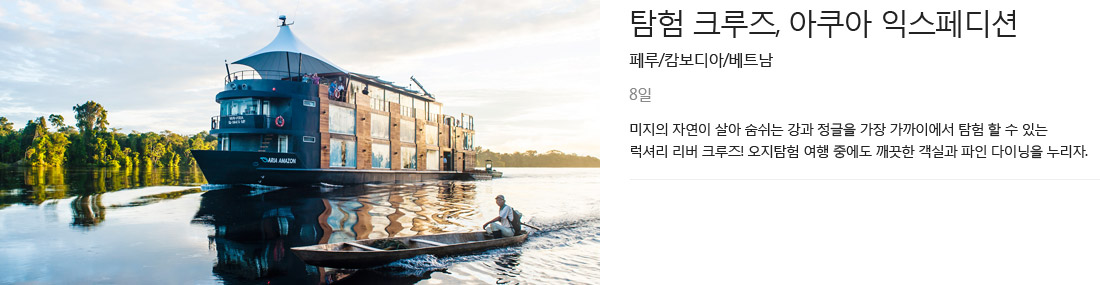 탐험 크루즈, 아쿠아 익스페디션
페루/캄보디아/베트남
8일
미지의 자연이 살아 숨쉬는 강과 정글을 가장 가까이에서 탐험 할 수 있는
럭셔리 리버 크루즈! 오지탐험 여행 중에도 깨끗한 객실과 파인 다이닝을 누리자.
ARIA AMAZON